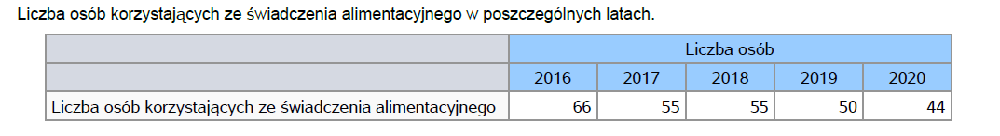 Liczba osób korzystających ze świadczenia alimentacyjnego w poszczególnych latach.
Liczba osób
2016 2017 2018 2019 2020
Liczba osób korzystających ze świadczenia alimentacyjnego 66 55 55 50 44